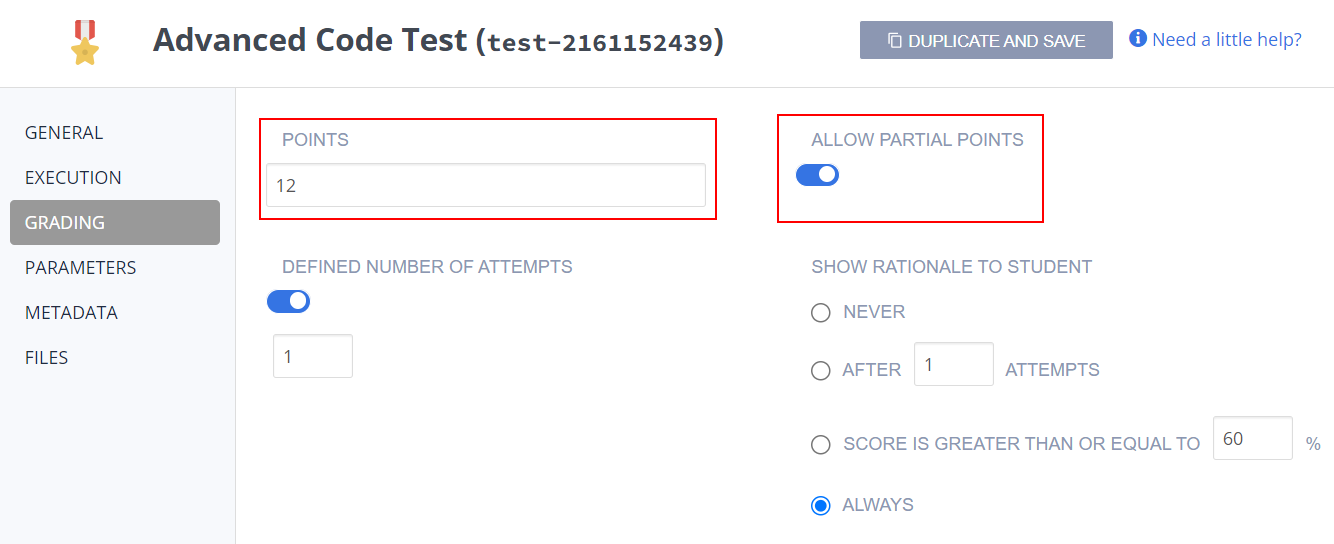 Advanced Code Test (test-2161152439)
DUPLICATE AND SAVE
Need a little help?
GENERAL
EXECUTION
GRADING
PARAMETERS
METADATA
FILES
POINTS
12
ALLOW PARTIAL POINTS
DEFINED NUMBER OF ATTEMPTS
1
SHOW RATIONALE TO STUDENT
NEVER
AFTER 1 ATTEMPTS
SCORE IS GREATER THAN OR EQUAL TO 60 %
ALWAYS